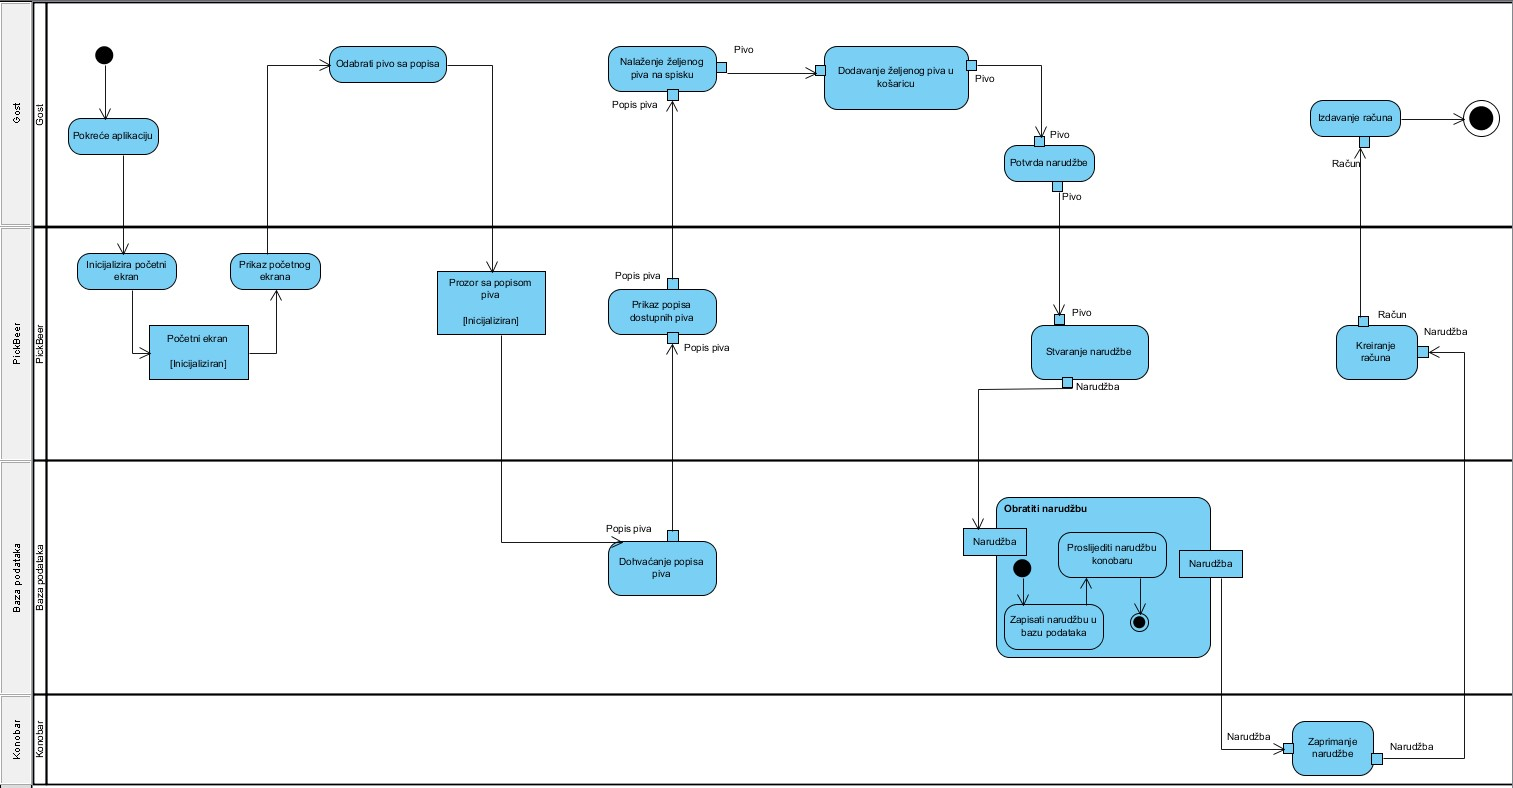 Gost
Gost
Pokreće aplikaciju
Odabrati pivo sa popisa
Nalaženje željenog
piva na spisku
Pivo
Popis piva
Dodavanje željenog piva u
košaricu
Pivo
Pivo
Potvrda narudžbe
Pivo
Izdavanje računa
Račun
PickBeer
PickBeer
Inicijalizira početni
ekran
Početni ekran
[Inicijaliziran]
Prikaz početnog
ekrana
Prozor sa popisom
piva
[Inicijaliziran]
Popis piva
Prikaz popisa
dostupnih piva
Popis piva
Pivo
Stvaranje narudžbe
Narudžba
Račun
Narudžba
Kreiranje
računa
Baza podataka
Baza podataka
Popis piva
Dohvaćanje popisa
piva
Obratiti narudžbu
Narudžba
Proslijediti narudžbu
konobaru
Narudžba
Zapisati narudžbu u
bazu podataka
Konobar
Konobar
Narudžba
Zaprimanje
narudžbe
Narudžba